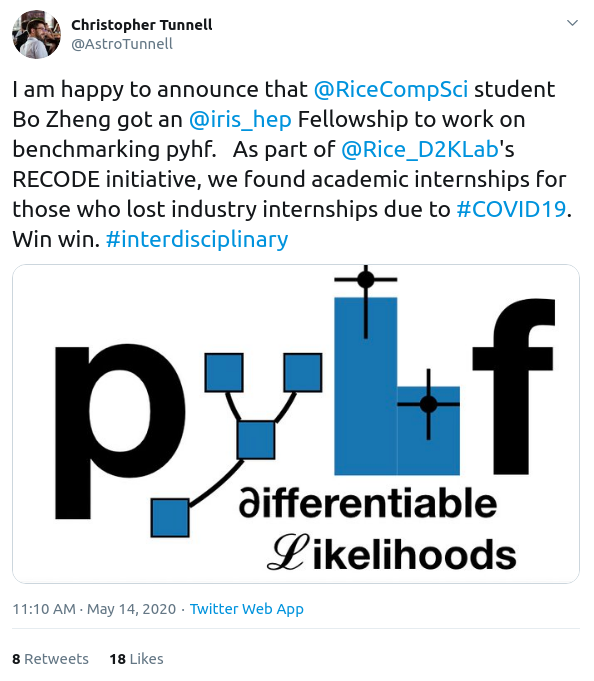 Christopher Tunnell
@AstroTunnell
I am happy to announce that @RiceCompSci student
Bo Zheng got an @iris_hep Fellowship to work on
benchmarking pyhf.   As part of @Rice_D2KLab's
RECODE initiative, we found academic internships for
those who lost industry internships due to #COVID19.
Win win. #interdisciplinary
pyhf
∂ifferentiable
ℒikelihoods
11:10 AM · May 14, 2020 · Twitter Web App
8 Retweets 18 Likes